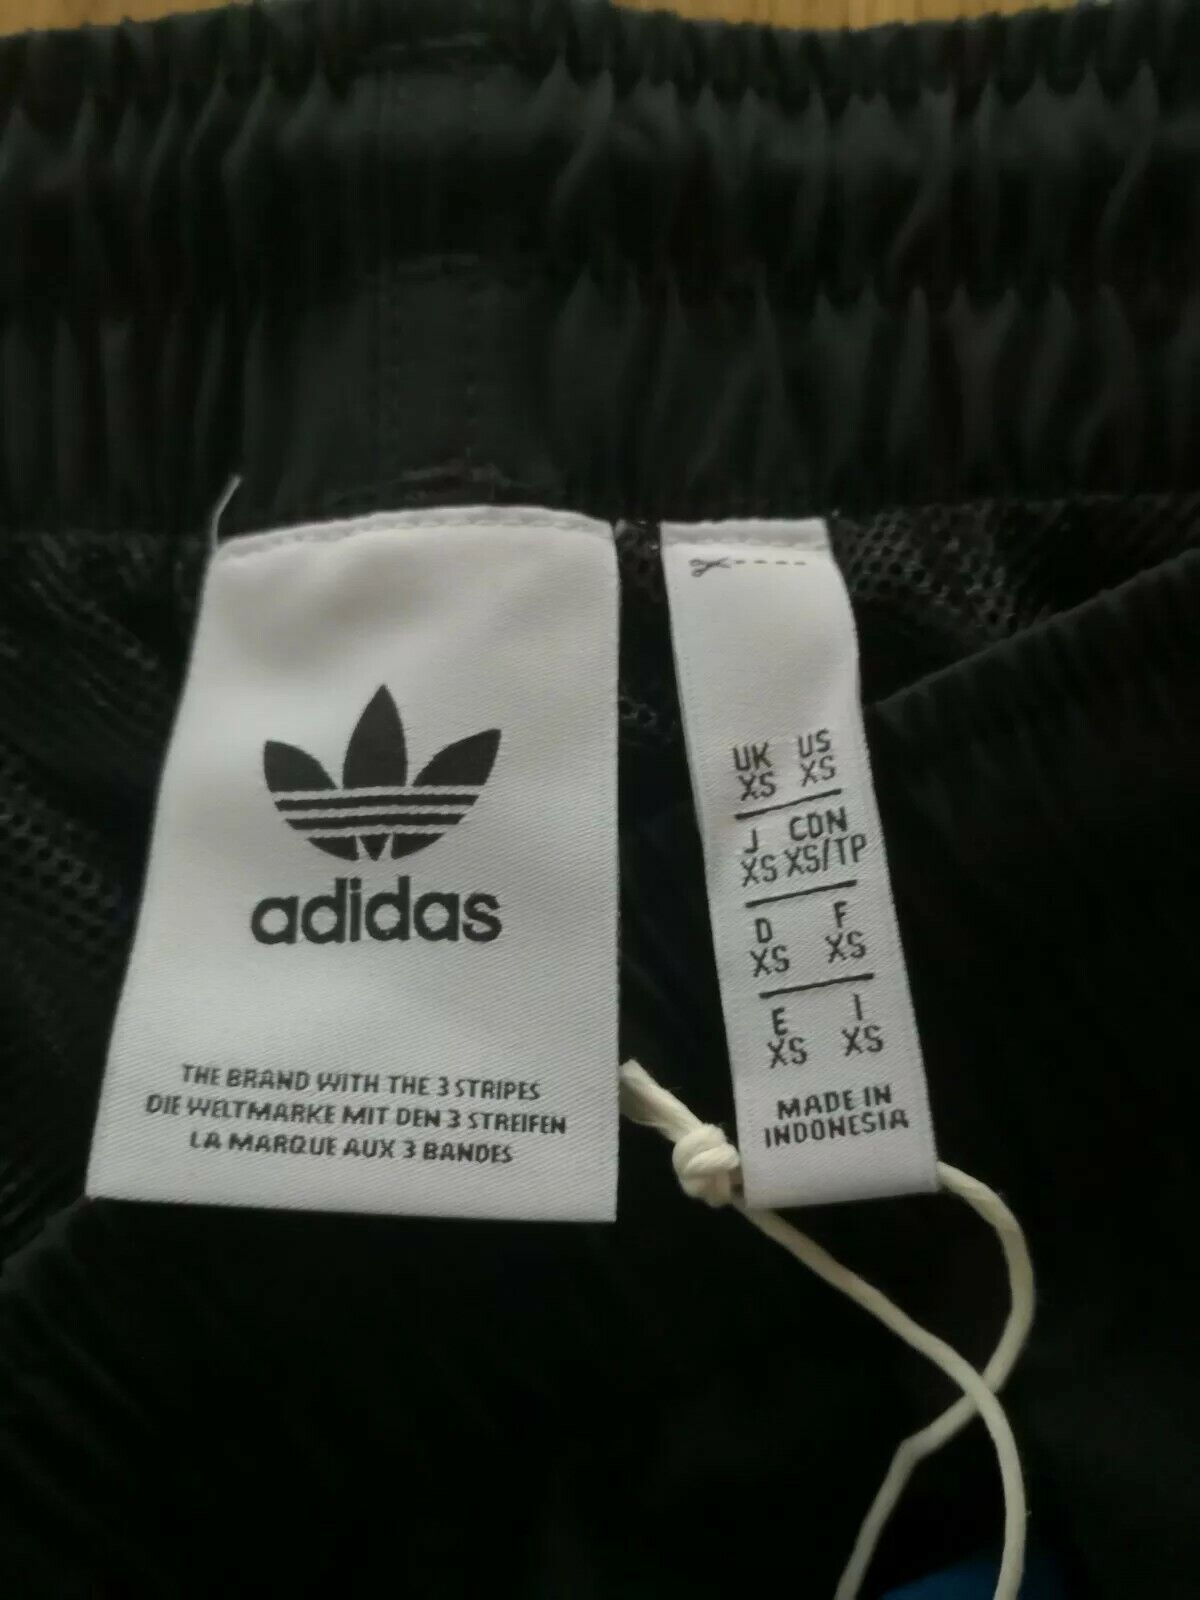 adidas
THE BRAND WITH THE 3 STRIPES
DIE WELTMARKE MIT DEN 3 STREIFEN
LA MARQUE AUX 3 BANDES
UK US
XS XS
J CDN
XS XS/TP
D F
XS XS
E I
XS XS
MADE IN
INDONESIA